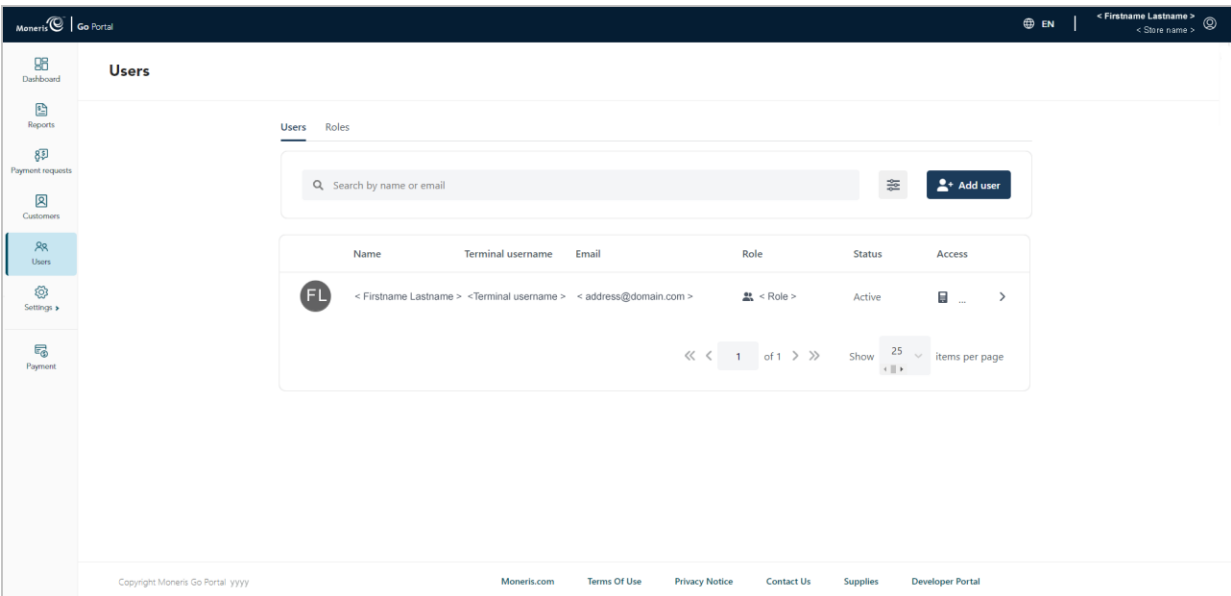 Moneris Go Portal
EN
< Firstname Lastname >
< Store name >
Dashboard
Reports
Payment requests
Customers
Users
Settings
Payment
Users
Users Roles
Search by name or email
Add user
Name Terminal username Email Role Status Access
FL < Firstname Lastname > <Terminal username > < address@domain.com > < Role > Active ...
1 of 1 Show 25 items per page
Copyright Moneris Go Portal yyyy Moneris.com Terms Of Use Privacy Notice Contact Us Supplies Developer Portal